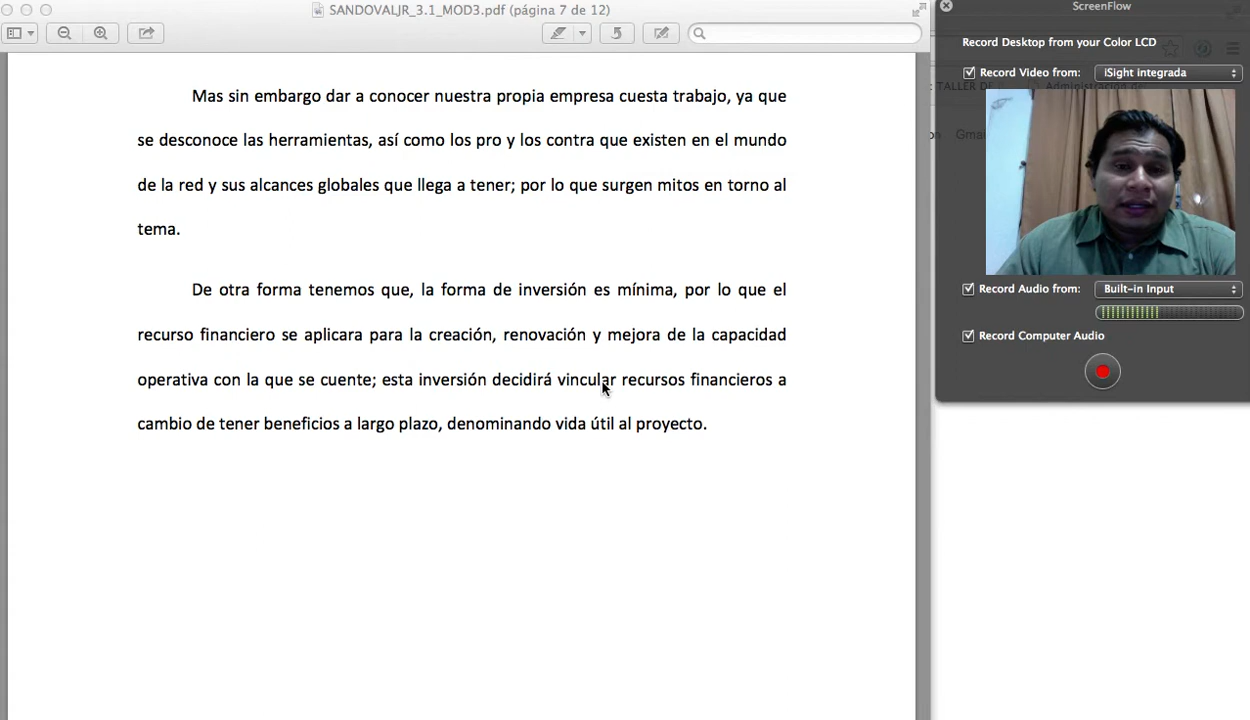 SANDOVALJR_3.1_MOD3.pdf (página 7 de 12)
ScreenFlow
Record Desktop from your Color LCD
Record Video from: iSight integrada
TALLER
Administración de
Gma
Record Audio from: Built-in Input
Record Computer Audio
Mas sin embargo dar a conocer nuestra propia empresa cuesta trabajo, ya que
se desconoce las herramientas, así como los pro y los contra que existen en el mundo
de la red y sus alcances globales que llega a tener; por lo que surgen mitos en torno al
tema.
De otra forma tenemos que, la forma de inversión es mínima, por lo que el
recurso financiero se aplicara para la creación, renovación y mejora de la capacidad
operativa con la que se cuente; esta inversión decidirá vincular recursos financieros a
cambio de tener beneficios a largo plazo, denominando vida útil al proyecto.